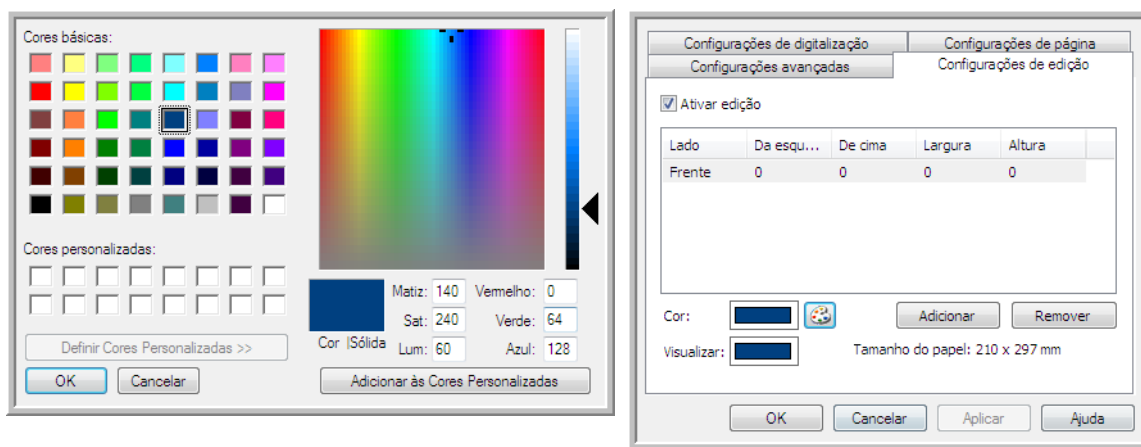 Cores básicas:
Cores personalizadas:
Definir Cores Personalizadas >>
OK Cancelar
Cor |Sólida
Matiz: 140 Vermelho: 0
Sat: 240 Verde: 64
Lum: 60 Azul: 128
Adicionar às Cores Personalizadas
Configurações de digitalização Configurações de página
Configurações avançadas Configurações de edição
Ativar edição
Lado Da esqu... De cima Largura Altura
Frente 0 0 0 0
Cor: Adicionar Remover
Visualizar: Tamanho do papel: 210 x 297 mm
OK Cancelar Aplicar Ajuda